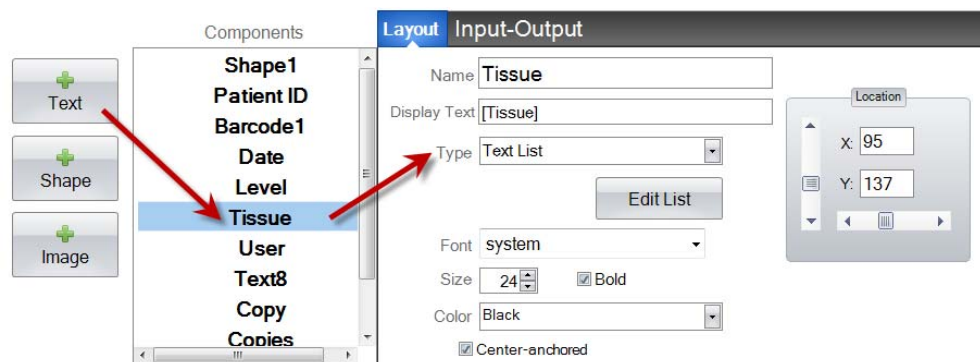 Components
Text
Shape
Image
Shape1
Patient ID
Barcode1
Date
Level
Tissue
User
Text8
Copy
Copies
Layout Input-Output
Name Tissue
Display Text [Tissue]
Type Text List
Edit List
Font system
Size 24 Bold
Color Black
Center-anchored
Location
X: 95
Y: 137